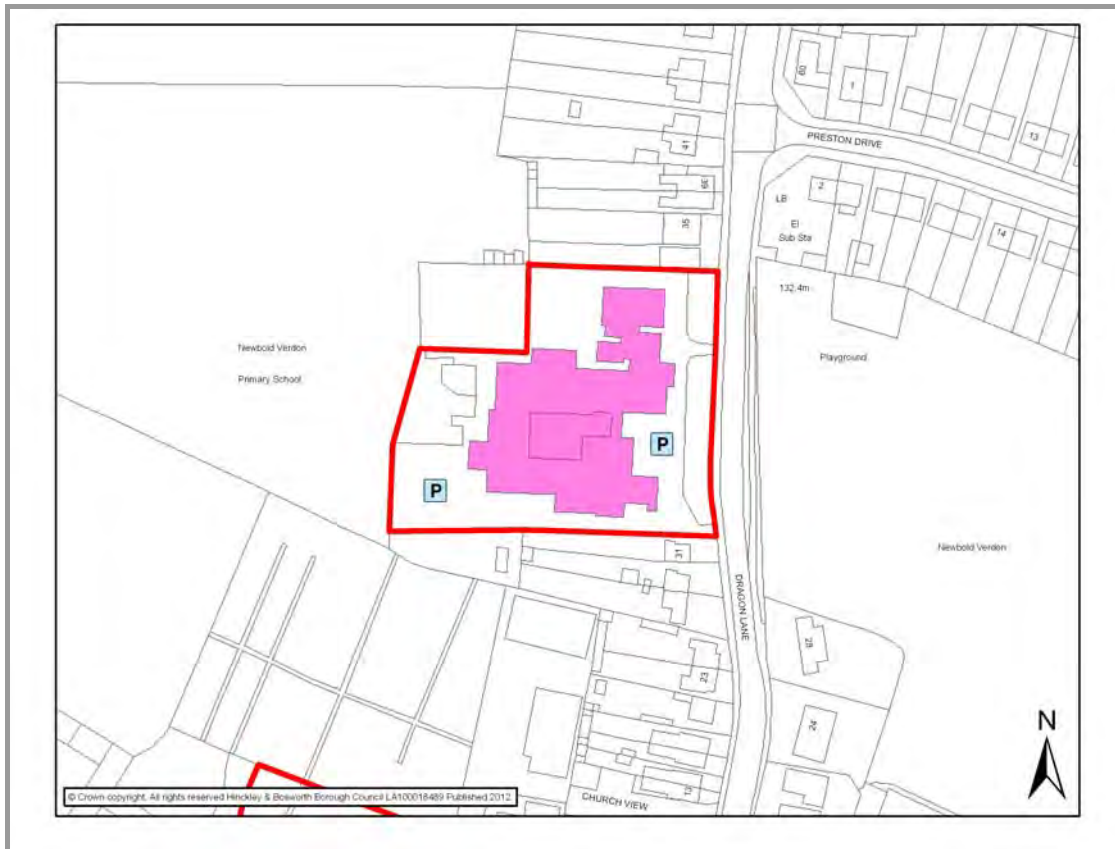 60
1
13
PRESTON DRIVE
41
39
2
LB
El
Sub Sta
14
35
132.4m
Newbold Verdon
Primary School
Playground
P
P
31
Newbold Verdon
DRAGON LANE
28
23
24
N
13
CHURCH VIEW
© Crown copyright. All rights reserved Hinckley & Bosworth Borough Council LA100018489 Published 2012